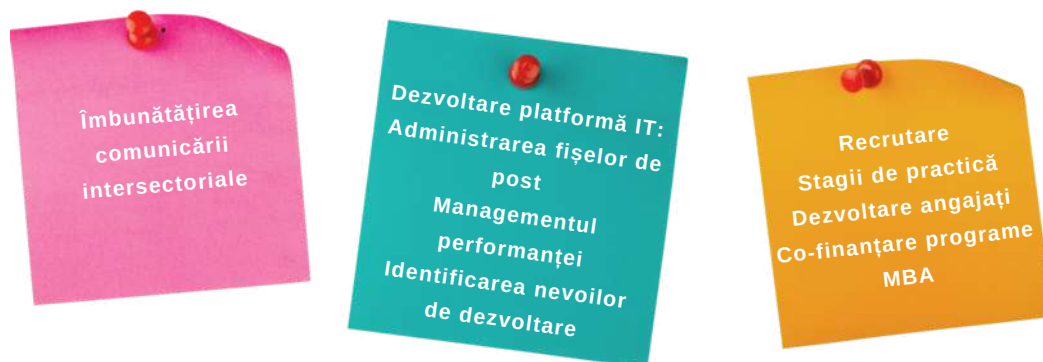 Îmbunătățirea
comunicării
intersectoriale
Dezvoltare platformă IT:
Administrarea fișelor de
post
Managementul
performanței
Identificarea nevoilor
de dezvoltare
Recrutare
Stagii de practică
Dezvoltare angajați
Co-finanțare programe
MBA